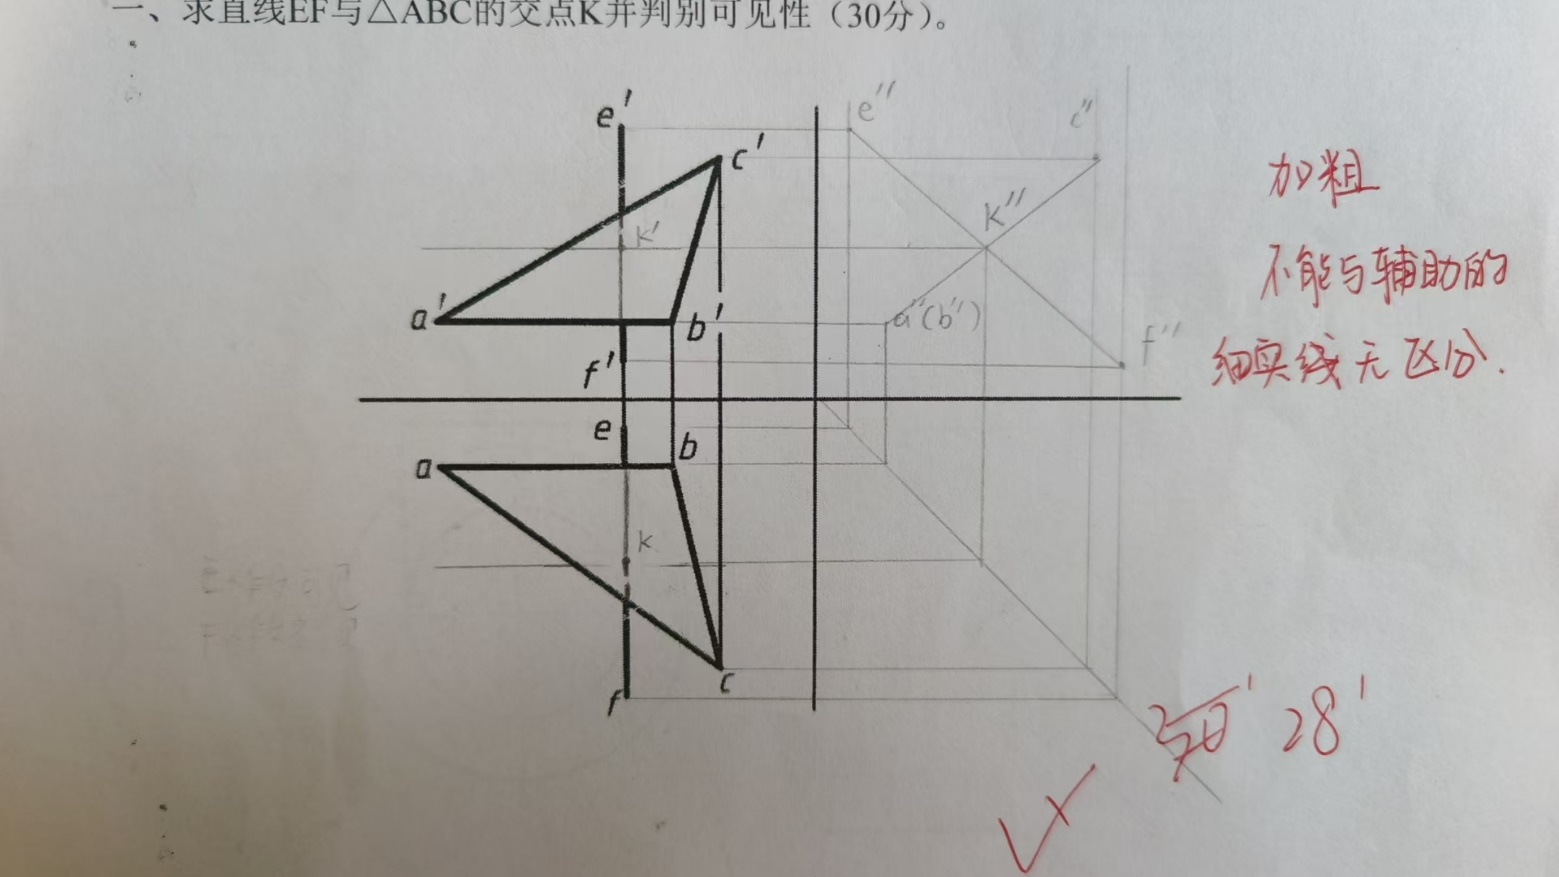 一、求直线EF与△ABC的交点K并判别可见性（30分）。
e'
e''
c''
c'
加粗
k''
k'
不能与辅助的
a'
b'
a''(b'')
f''
f'
细实线无区分.
e
b
a
k
c
f
30' 28'